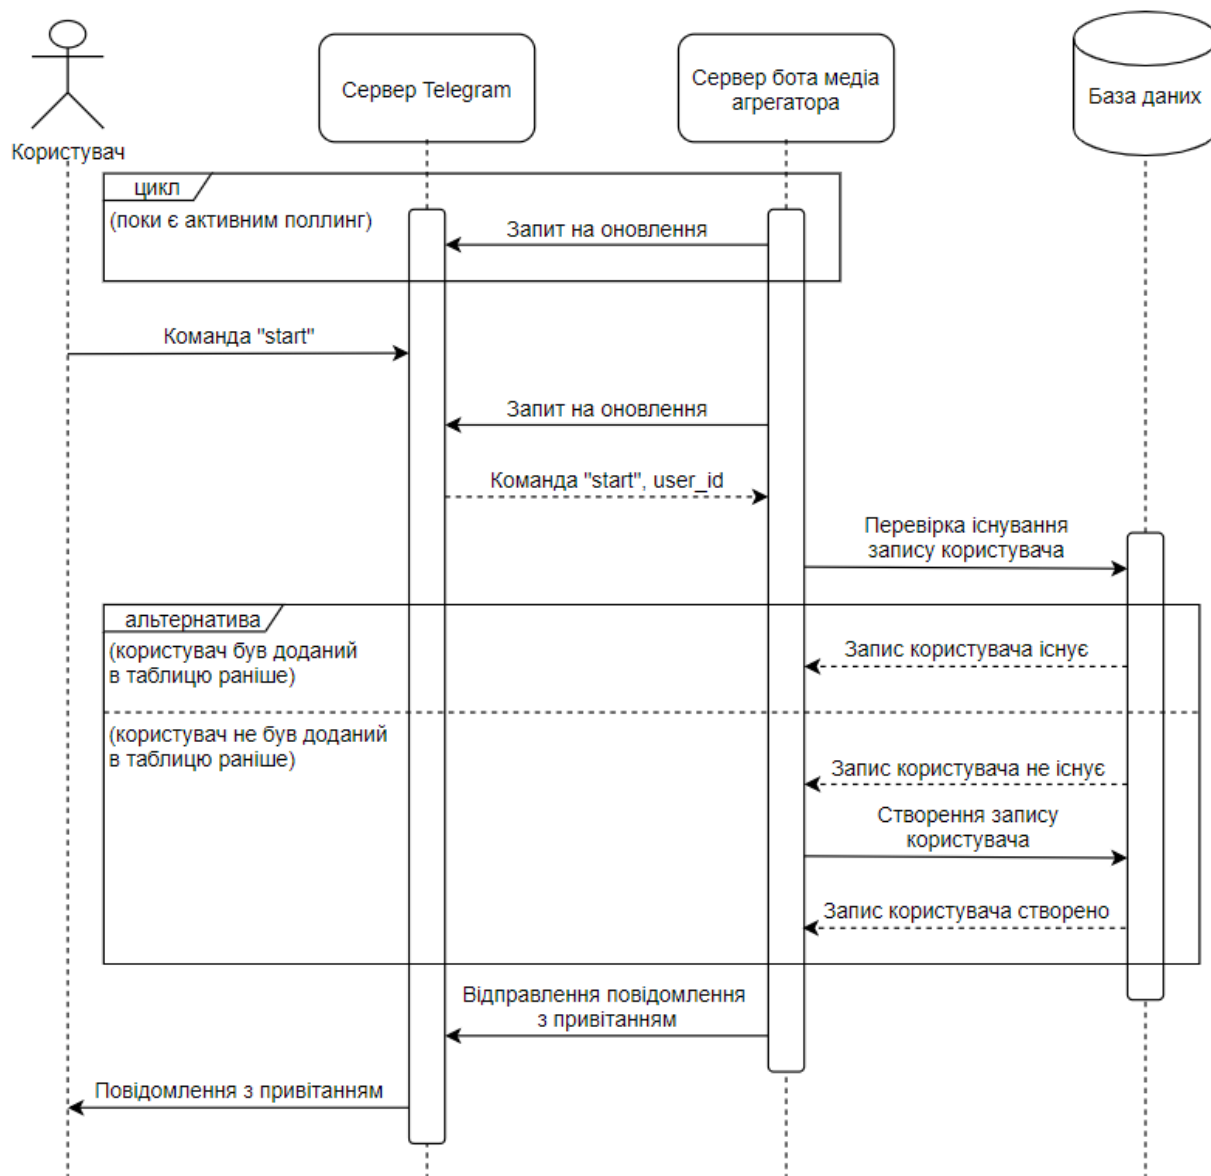 Користувач
Сервер Telegram
Сервер бота медіа
агрегатора
База даних
цикл
(поки є активним поллинг)
Запит на оновлення
Команда "start"
Запит на оновлення
Команда "start", user_id
Перевірка існування
запису користувача
альтернатива
(користувач був доданий
в таблицю раніше)
Запис користувача існує
(користувач не був доданий
в таблицю раніше)
Запис користувача не існує
Створення запису
користувача
Запис користувача створено
Відправлення повідомлення
з привітанням
Повідомлення з привітанням